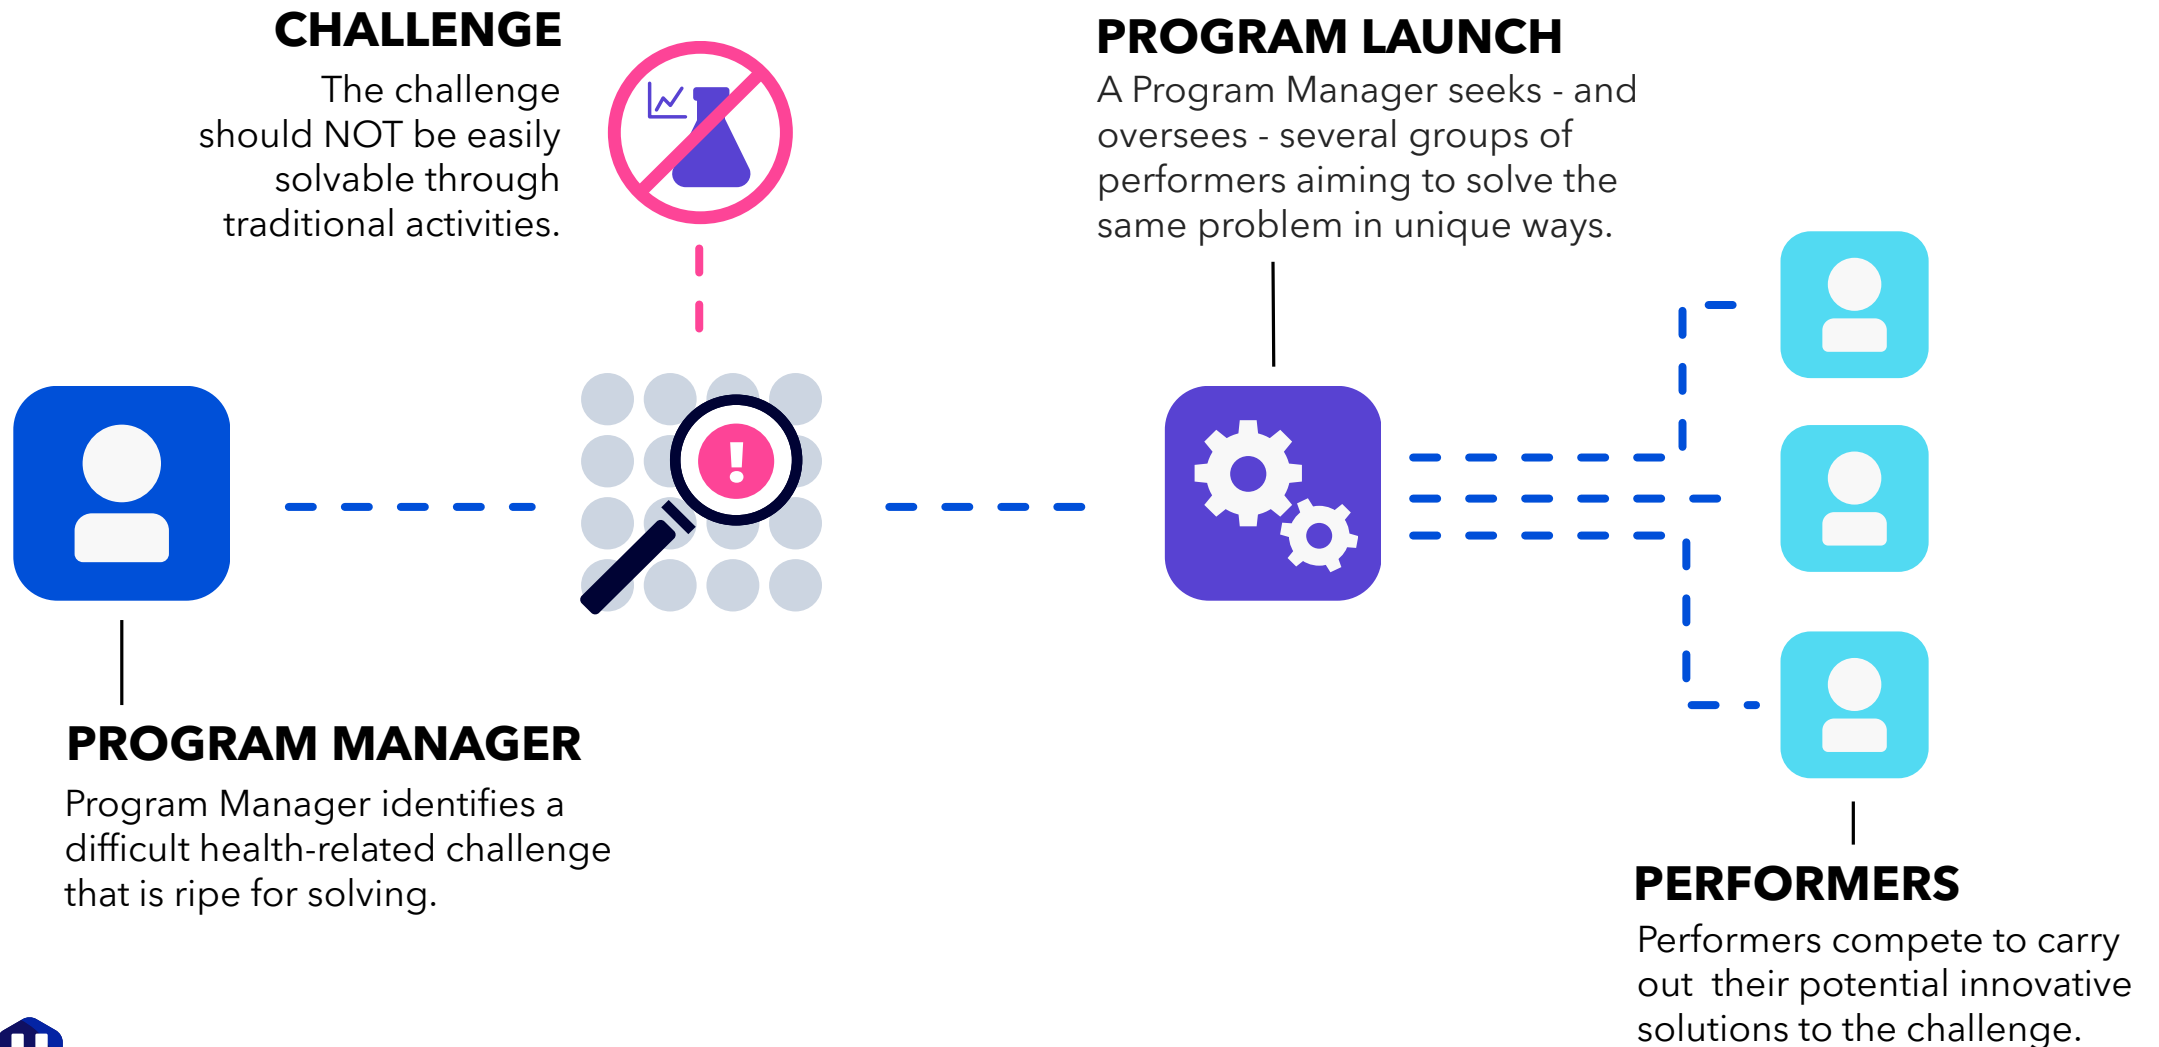 CHALLENGE
The challenge
should NOT be easily
solvable through
traditional activities.
PROGRAM LAUNCH
A Program Manager seeks - and
oversees - several groups of
performers aiming to solve the
same problem in unique ways.
!
PROGRAM MANAGER
Program Manager identifies a
difficult health-related challenge
that is ripe for solving.
PERFORMERS
Performers compete to carry
out  their potential innovative
solutions to the challenge.